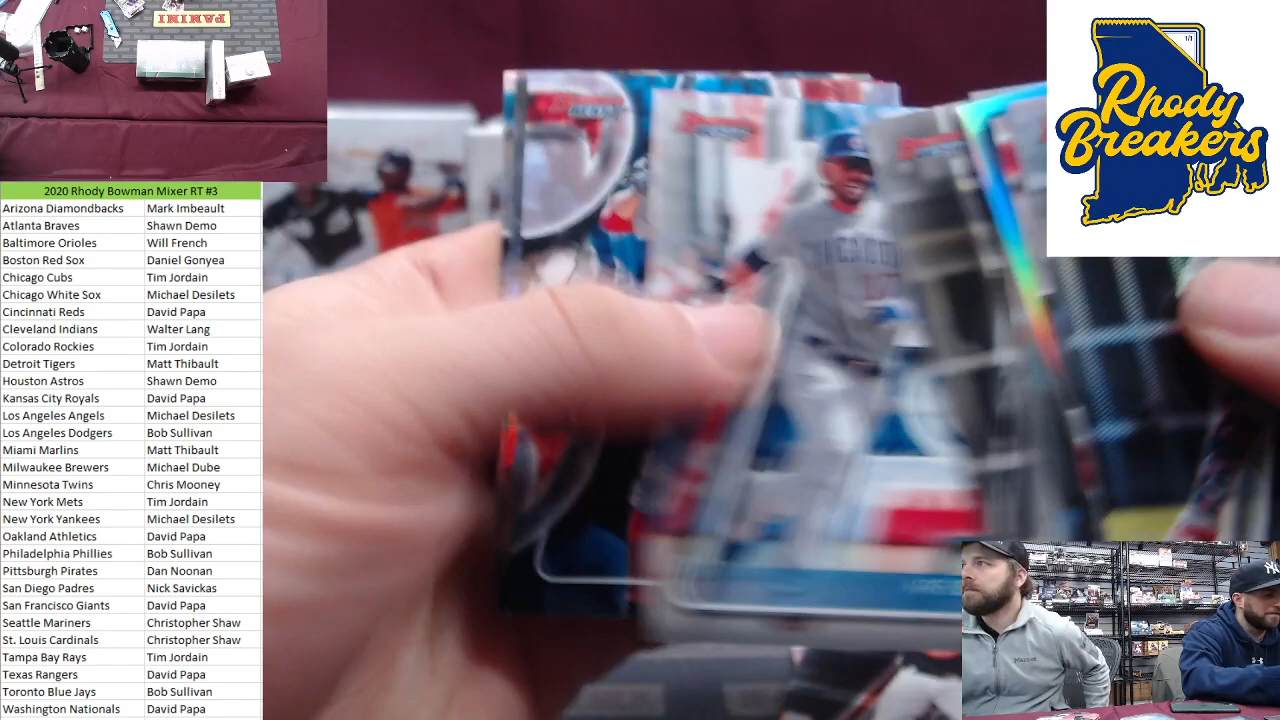 PANINI
1/1
Rhody
Breakers
2020 Rhody Bowman Mixer RT #3
Arizona Diamondbacks Mark Imbeault
Atlanta Braves Shawn Demo
Baltimore Orioles Will French
Boston Red Sox Daniel Gonyea
Chicago Cubs Tim Jordain
Chicago White Sox Michael Desilets
Cincinnati Reds David Papa
Cleveland Indians Walter Lang
Colorado Rockies Tim Jordain
Detroit Tigers Matt Thibault
Houston Astros Shawn Demo
Kansas City Royals David Papa
Los Angeles Angels Michael Desilets
Los Angeles Dodgers Bob Sullivan
Miami Marlins Matt Thibault
Milwaukee Brewers Michael Dube
Minnesota Twins Chris Mooney
New York Mets Tim Jordain
New York Yankees Michael Desilets
Oakland Athletics David Papa
Philadelphia Phillies Bob Sullivan
Pittsburgh Pirates Dan Noonan
San Diego Padres Nick Savickas
San Francisco Giants David Papa
Seattle Mariners Christopher Shaw
St. Louis Cardinals Christopher Shaw
Tampa Bay Rays Tim Jordain
Texas Rangers David Papa
Toronto Blue Jays Bob Sullivan
Washington Nationals David Papa